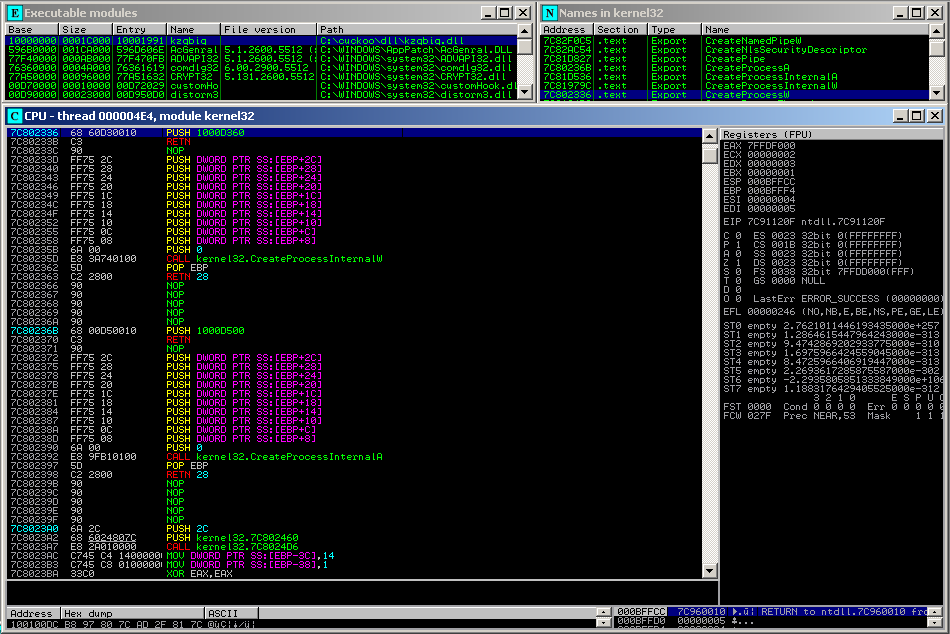 Executable modules
Base Size Entry Name File version Path
10000000 0001C000 10001991 kzqbiq C:\cuckoo\dll\kzqbiq.dll
596B0000 001CA000 596D606E AcGenral 5.1.2600.5512 ( C:\WINDOWS\AppPatch\AcGenral.DLL
77F40000 000AB000 77F470FB ADVAPI32 5.1.2600.5512 ( C:\WINDOWS\system32\ADVAPI32.dll
76360000 0004A000 76361619 comdlg32 6.00.2900.5512 C:\WINDOWS\system32\comdlg32.dll
77A50000 00096000 77A51632 CRYPT32 5.131.2600.5512 C:\WINDOWS\system32\CRYPT32.dll
00D70000 00010000 00D72029 customHo C:\WINDOWS\system32\customHook.dl
00D90000 00023000 00D950D0 distorm3 C:\WINDOWS\system32\distorm3.dll
Names in kernel32
Address Section Type Name
7C82F0C5 .text Export CreateNamedPipeW
7C82AC54 .text Export CreateNlsSecurityDescriptor
7C81D827 .text Export CreatePipe
7C80236B .text Export CreateProcessA
7C81D536 .text Export CreateProcessInternalA
7C81979C .text Export CreateProcessInternalW
7C802336 .text Export CreateProcessW
CPU - thread 000004E4, module kernel32
7C802336 68 60D30010 PUSH 1000D360
7C80233B C3 RETN
7C80233C 90 NOP
7C80233D FF75 2C PUSH DWORD PTR SS:[EBP+2C]
7C802340 FF75 28 PUSH DWORD PTR SS:[EBP+28]
7C802343 FF75 24 PUSH DWORD PTR SS:[EBP+24]
7C802346 FF75 20 PUSH DWORD PTR SS:[EBP+20]
7C802349 FF75 1C PUSH DWORD PTR SS:[EBP+1C]
7C80234C FF75 18 PUSH DWORD PTR SS:[EBP+18]
7C80234F FF75 14 PUSH DWORD PTR SS:[EBP+14]
7C802352 FF75 10 PUSH DWORD PTR SS:[EBP+10]
7C802355 FF75 0C PUSH DWORD PTR SS:[EBP+C]
7C802358 FF75 08 PUSH DWORD PTR SS:[EBP+8]
7C80235B 6A 00 PUSH 0
7C80235D E8 3A740100 CALL kernel32.CreateProcessInternalW
7C802362 5D POP EBP
7C802363 C2 2800 RETN 28
7C802366 90 NOP
7C802367 90 NOP
7C802368 90 NOP
7C802369 90 NOP
7C80236A 90 NOP
7C80236B 68 00D50010 PUSH 1000D500
7C802370 C3 RETN
7C802371 90 NOP
7C802372 FF75 2C PUSH DWORD PTR SS:[EBP+2C]
7C802375 FF75 28 PUSH DWORD PTR SS:[EBP+28]
7C802378 FF75 24 PUSH DWORD PTR SS:[EBP+24]
7C80237B FF75 20 PUSH DWORD PTR SS:[EBP+20]
7C80237E FF75 1C PUSH DWORD PTR SS:[EBP+1C]
7C802381 FF75 18 PUSH DWORD PTR SS:[EBP+18]
7C802384 FF75 14 PUSH DWORD PTR SS:[EBP+14]
7C802387 FF75 10 PUSH DWORD PTR SS:[EBP+10]
7C80238A FF75 0C PUSH DWORD PTR SS:[EBP+C]
7C80238D FF75 08 PUSH DWORD PTR SS:[EBP+8]
7C802390 6A 00 PUSH 0
7C802392 E8 9FB10100 CALL kernel32.CreateProcessInternalA
7C802397 5D POP EBP
7C802398 C2 2800 RETN 28
7C80239B 90 NOP
7C80239C 90 NOP
7C80239D 90 NOP
7C80239E 90 NOP
7C80239F 90 NOP
7C8023A0 6A 2C PUSH 2C
7C8023A2 68 6024807C PUSH kernel32.7C802460
7C8023A7 E8 2A010000 CALL kernel32.7C8024D6
7C8023AC C745 C4 1400000 MOV DWORD PTR SS:[EBP-3C],14
7C8023B3 C745 C8 0100000 MOV DWORD PTR SS:[EBP-38],1
7C8023BA 33C0 XOR EAX,EAX
Registers (FPU)
EAX 7FFDF000
ECX 00000002
EDX 00000003
EBX 00000001
ESP 000BFFCC
EBP 000BFFF4
ESI 00000004
EDI 00000005
EIP 7C91120F ntdll.7C91120F
C 0 ES 0023 32bit 0(FFFFFFFF)
P 1 CS 001B 32bit 0(FFFFFFFF)
A 0 SS 0023 32bit 0(FFFFFFFF)
Z 1 DS 0023 32bit 0(FFFFFFFF)
S 0 FS 0038 32bit 7FFDD000(FFF)
T 0 GS 0000 NULL
D 0
O 0 LastErr ERROR_SUCCESS (00000000)
EFL 00000246 (NO,NB,E,BE,NS,PE,GE,LE)
ST0 empty 2.7621011446193435000e+257
ST1 empty 1.2864615447964243000e-313
ST2 empty 9.4742869202933775000e-310
ST3 empty 1.6975966424559045000e-313
ST4 empty 8.4725966406919447000e-313
ST5 empty 2.2693617285875587000e-302
ST6 empty -2.2935805851333849000e+106
ST7 empty 1.1883176429405525000e-312
3 2 1 0 E S P U O
FST 0000 Cond 0 0 0 0 Err 0 0 0 0 0
FCW 027F Prec NEAR,53 Mask 1 1 1
Address Hex dump ASCII
100100DC B8 97 80 7C AD 2F 81 7C
000BFFCC 7C960010 RETURN to ntdll.7C960010 fro
000BFFD0 00000005